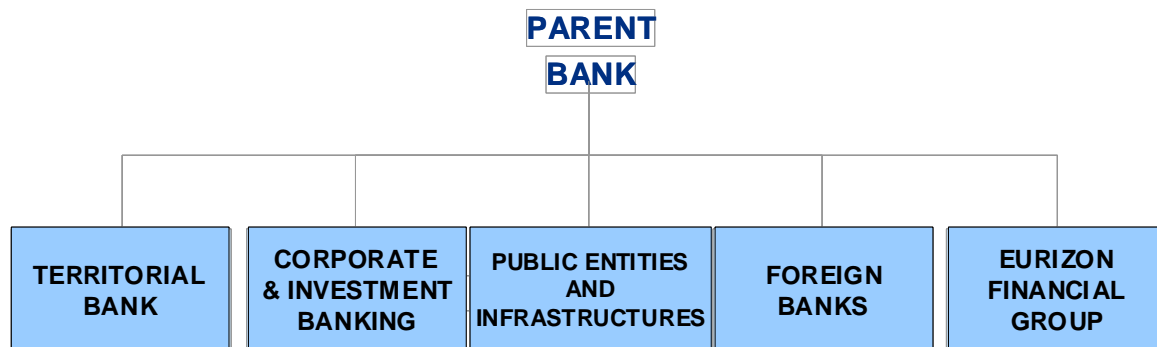 PARENT
BANK
TERRITORIAL
BANK
CORPORATE
& INVESTMENT
BANKING
PUBLIC ENTITIES
AND
INFRASTRUCTURES
FOREIGN
BANKS
EURIZON
FINANCIAL
GROUP